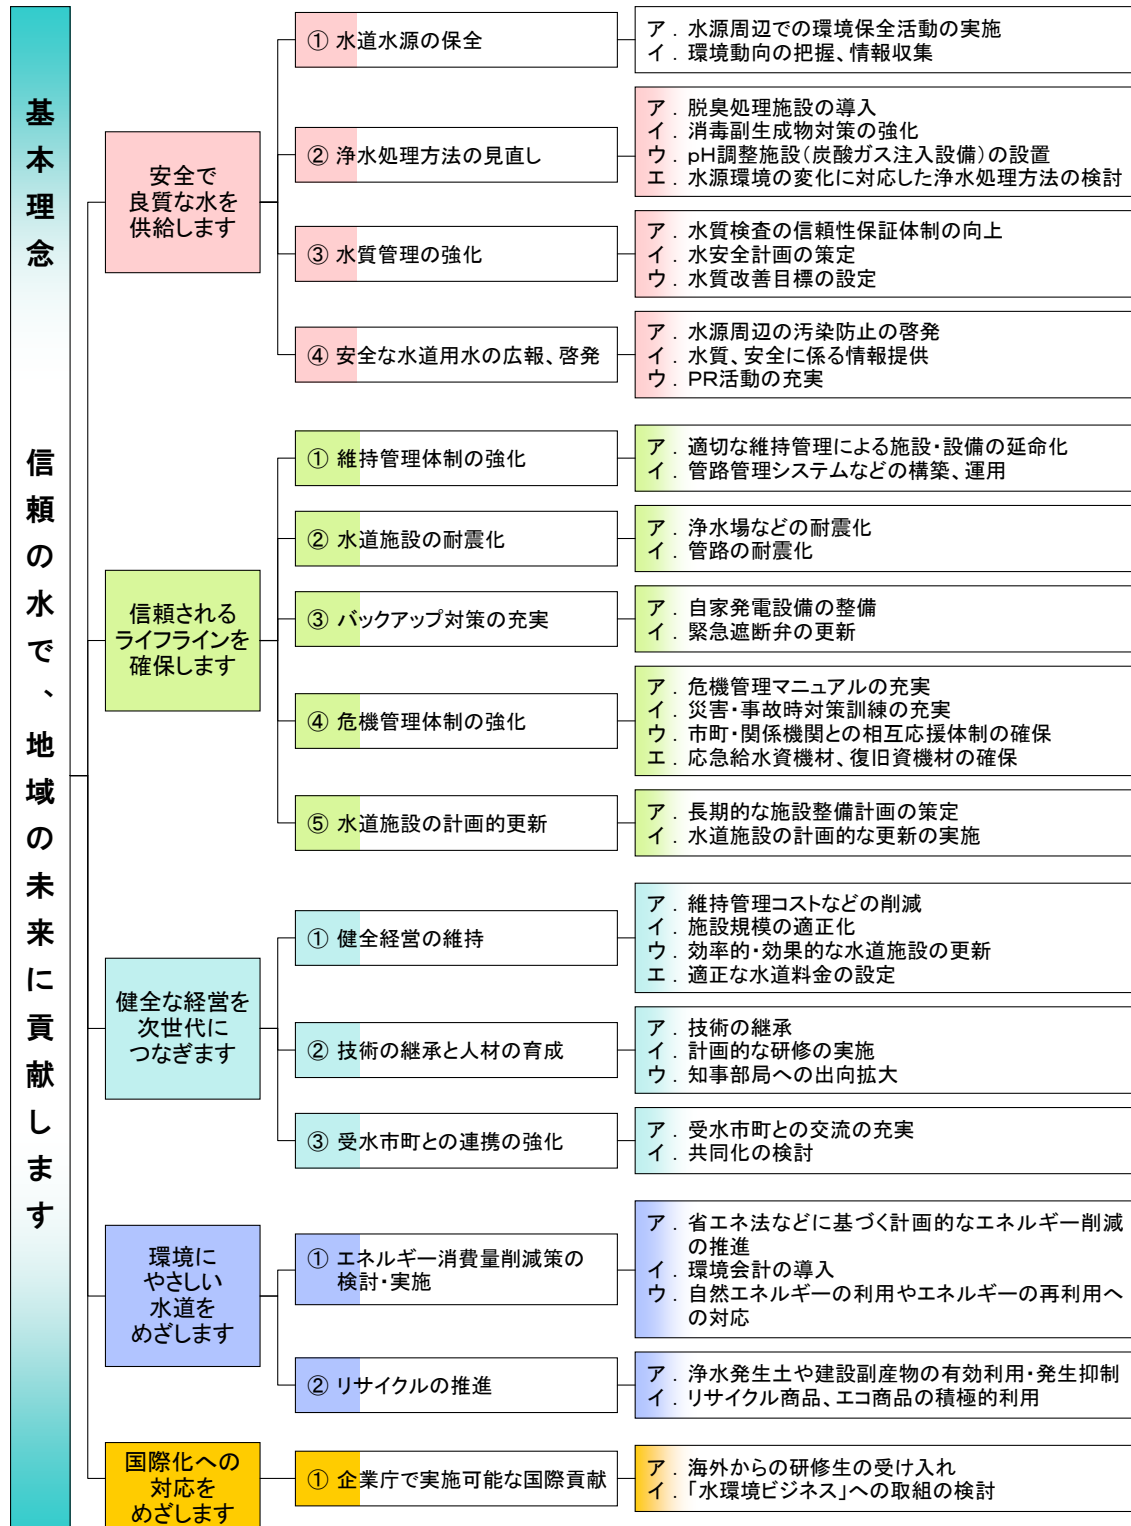 基本理念　信頼の水で、地域の未来に貢献します
安全で
良質な水を
供給します
① 水道水源の保全
ア．水源周辺での環境保全活動の実施
イ．環境動向の把握、情報収集
② 浄水処理方法の見直し
ア．脱臭処理施設の導入
イ．消毒副生成物対策の強化
ウ．pH調整施設（炭酸ガス注入設備）の設置
エ．水源環境の変化に対応した浄水処理方法の検討
③ 水質管理の強化
ア．水質検査の信頼性保証体制の向上
イ．水安全計画の策定
ウ．水質改善目標の設定
④ 安全な水道用水の広報、啓発
ア．水源周辺の汚染防止の啓発
イ．水質、安全に係る情報提供
ウ．PR活動の充実
信頼される
ライフラインを
確保します
① 維持管理体制の強化
ア．適切な維持管理による施設・設備の延命化
イ．管路管理システムなどの構築、運用
② 水道施設の耐震化
ア．浄水場などの耐震化
イ．管路の耐震化
③ バックアップ対策の充実
ア．自家発電設備の整備
イ．緊急遮断弁の更新
④ 危機管理体制の強化
ア．危機管理マニュアルの充実
イ．災害・事故時対策訓練の充実
ウ．市町・関係機関との相互応援体制の確保
エ．応急給水資機材、復旧資機材の確保
⑤ 水道施設の計画的更新
ア．長期的な施設整備計画の策定
イ．水道施設の計画的な更新の実施
健全な経営を
次世代に
つなぎます
① 健全経営の維持
ア．維持管理コストなどの削減
イ．施設規模の適正化
ウ．効率的・効果的な水道施設の更新
エ．適正な水道料金の設定
② 技術の継承と人材の育成
ア．技術の継承
イ．計画的な研修の実施
ウ．知事部局への出向拡大
③ 受水市町との連携の強化
ア．受水市町との交流の充実
イ．共同化の検討
環境に
やさしい
水道を
めざします
① エネルギー消費量削減策の
検討・実施
ア．省エネ法などに基づく計画的なエネルギー削減
の推進
イ．環境会計の導入
ウ．自然エネルギーの利用やエネルギーの再利用へ
の対応
② リサイクルの推進
ア．浄水発生土や建設副産物の有効利用・発生抑制
イ．リサイクル商品、エコ商品の積極的利用
国際化への
対応を
めざします
① 企業庁で実施可能な国際貢献
ア．海外からの研修生の受け入れ
イ．「水環境ビジネス」への取組の検討